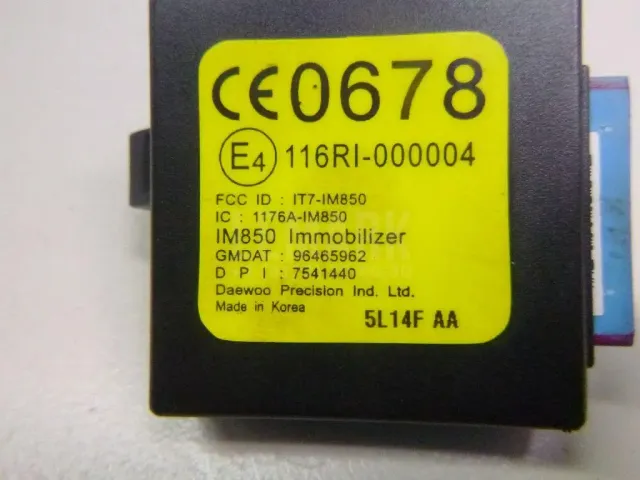 CE0678
E4 116RI-000004
FCC ID : IT7-IM850
IC : 1176A-IM850
IM850 Immobilizer
GMDAT : 96465962
D P I : 7541440
Daewoo Precision Ind. Ltd.
Made in Korea
5L14F AA